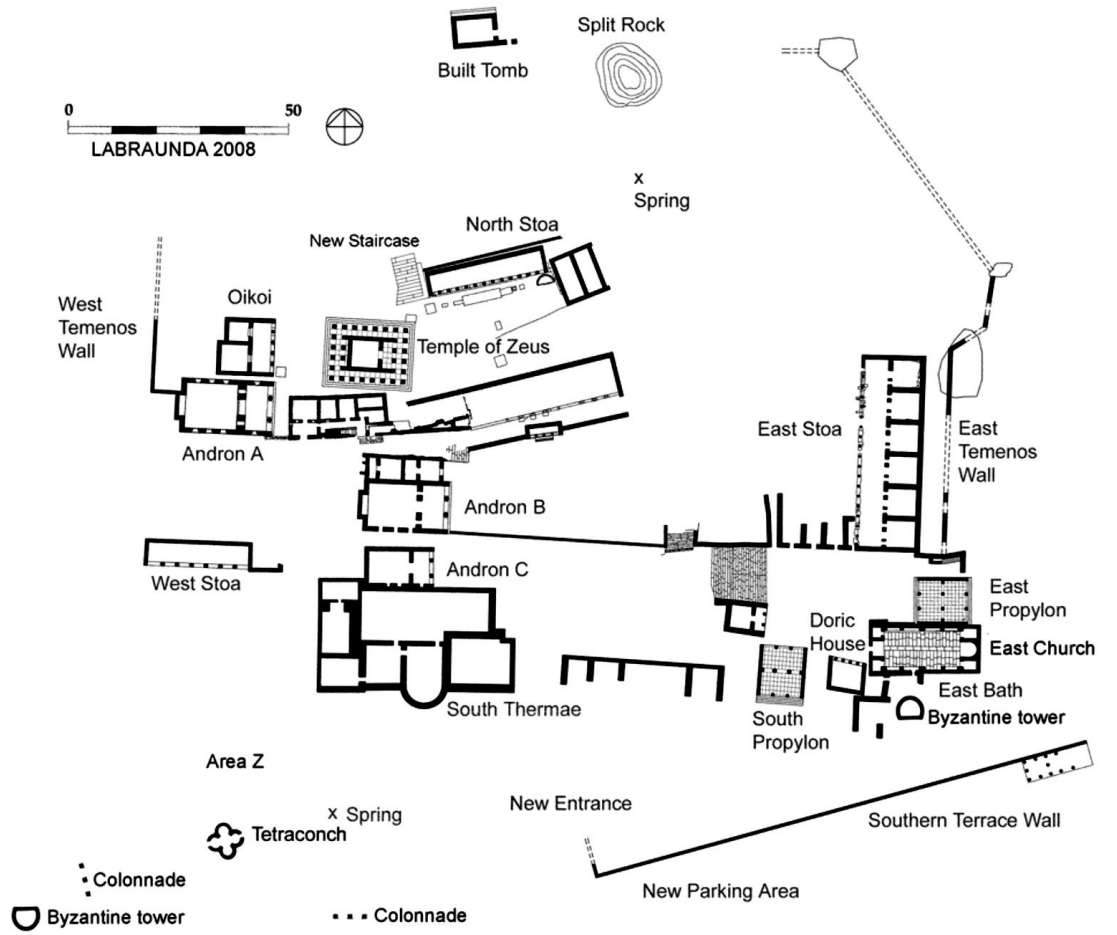 Split Rock
Built Tomb
0 50
LABRAUNDA 2008
x
Spring
North Stoa
New Staircase
Oikoi
West
Temenos
Wall
Temple of Zeus
Andron A
East Stoa
East
Temenos
Wall
Andron B
Andron C
West Stoa
East
Propylon
Doric
House
East Church
East Bath
Byzantine tower
South Thermae
South
Propylon
Area Z
New Entrance
x Spring
Southern Terrace Wall
Tetraconch
Colonnade
New Parking Area
Byzantine tower
Colonnade